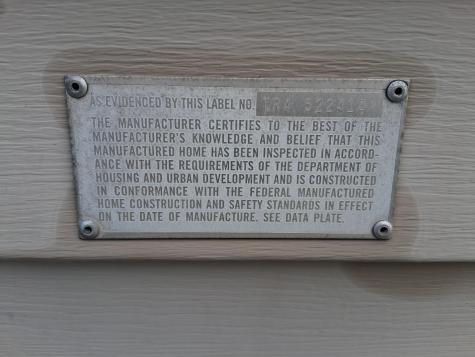 AS EVIDENCED BY THIS LABEL NO.
THE MANUFACTURER CERTIFIES TO THE BEST OF THE
MANUFACTURER'S KNOWLEDGE AND BELIEF THAT THIS
MANUFACTURED HOME HAS BEEN INSPECTED IN ACCORD-
ANCE WITH THE REQUIREMENTS OF THE DEPARTMENT OF
HOUSING AND URBAN DEVELOPMENT AND IS CONSTRUCTED
IN CONFORMANCE WITH THE FEDERAL MANUFACTURED
HOME CONSTRUCTION AND SAFETY STANDARDS IN EFFECT
ON THE DATE OF MANUFACTURE. SEE DATA PLATE.